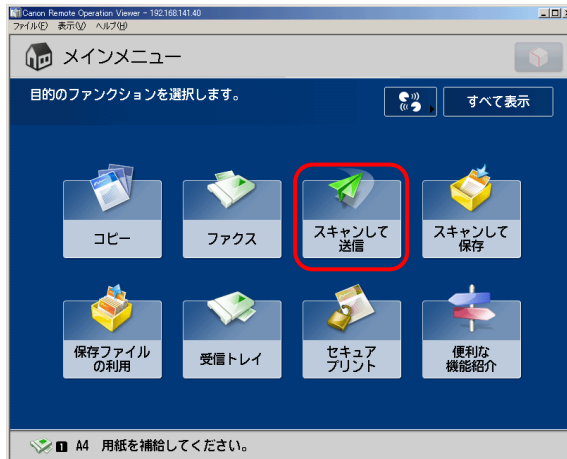 Canon Remote Operation Viewer - 192.168.141.40
ファイル(F) 表示(V) ヘルプ(H)
メインメニュー
目的のファンクションを選択します。
すべて表示
コピー
ファクス
スキャンして
送信
スキャンして
保存
保存ファイル
の利用
受信トレイ
セキュア
プリント
便利な
機能紹介
1 A4 用紙を補給してください。